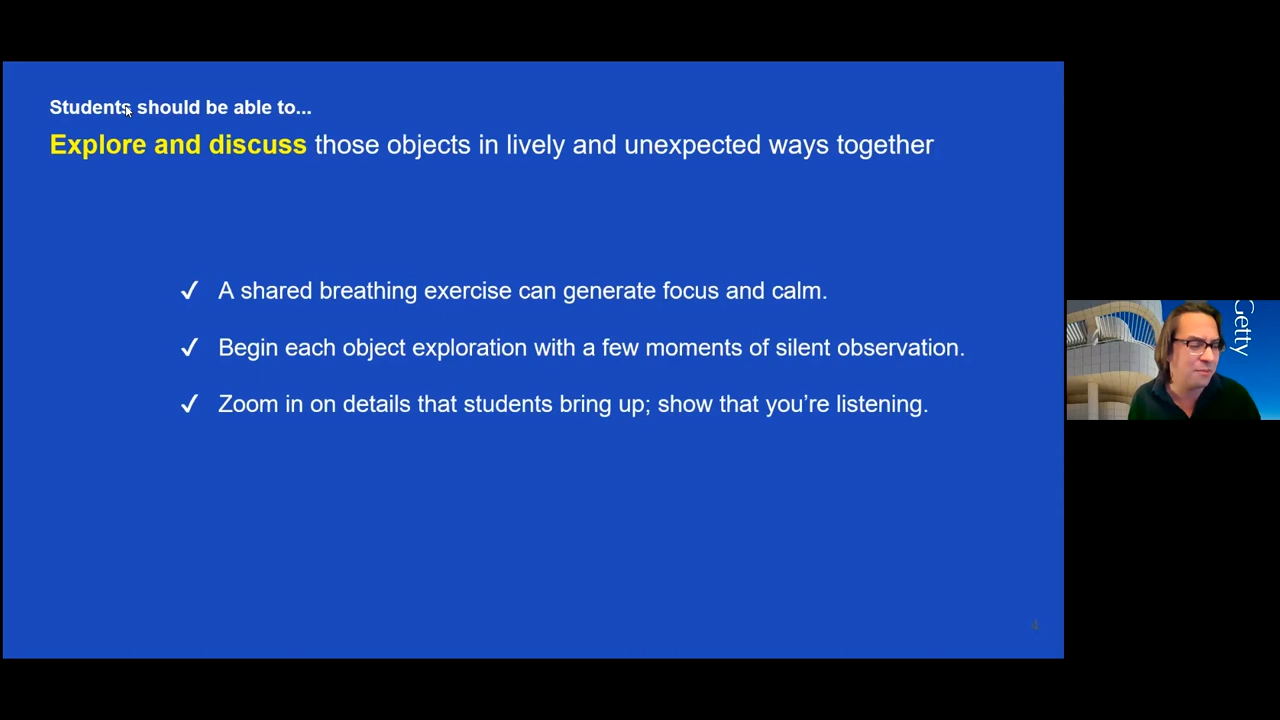 Students should be able to...
Explore and discuss those objects in lively and unexpected ways together
✓ A shared breathing exercise can generate focus and calm.
✓ Begin each object exploration with a few moments of silent observation.
✓ Zoom in on details that students bring up; show that you’re listening.
Getty
4